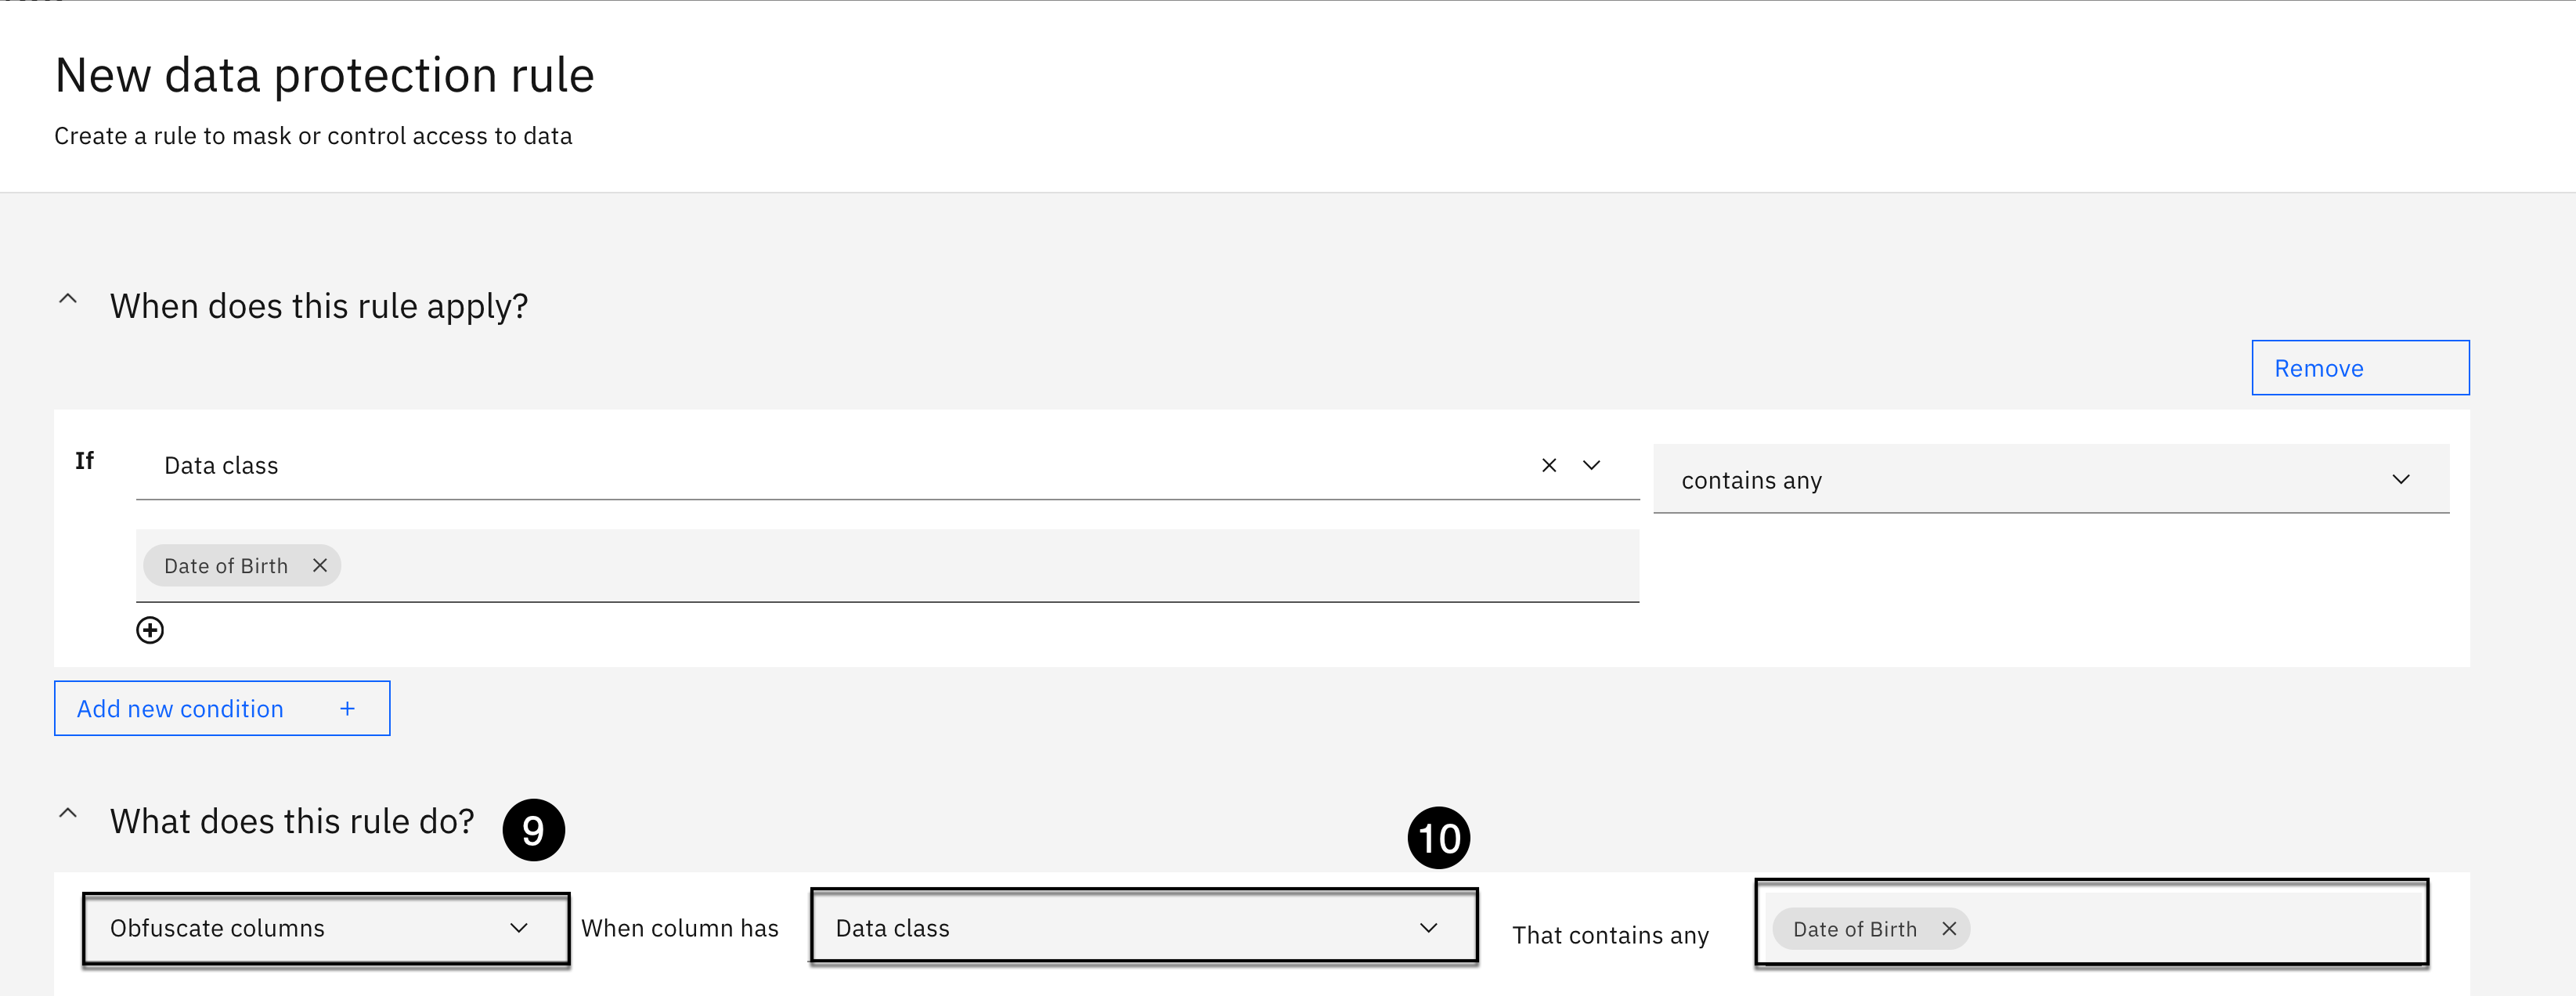 New data protection rule
Create a rule to mask or control access to data
When does this rule apply?
Remove
If Data class contains any
Date of Birth
Add new condition +
What does this rule do? 9 10
Obfuscate columns When column has Data class That contains any Date of Birth